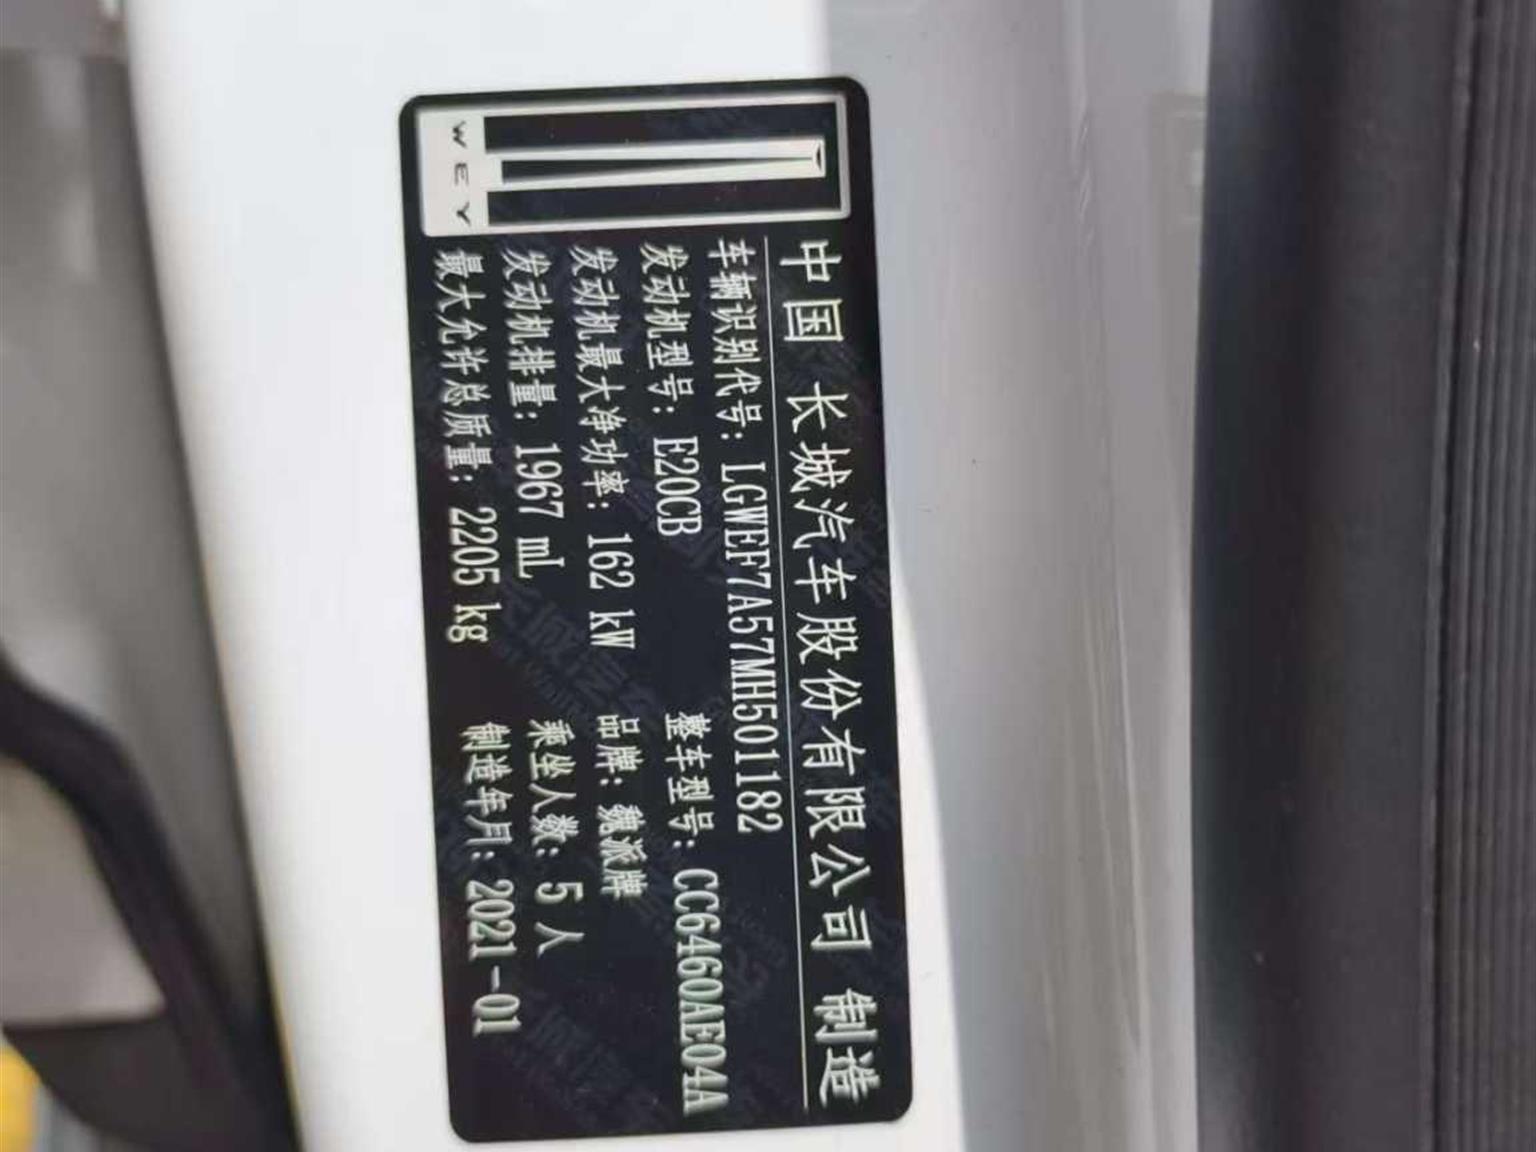 WEY
中国 长城汽车股份有限公司 制造
车辆识别代号: LGWEF7A57MH501182
发动机型号: E20CB 整车型号: CC6460AE04A
发动机最大净功率: 162 kW 品牌: 魏派牌
发动机排量: 1967 mL 乘坐人数: 5 人
最大允许总质量: 2205 kg 制造年月: 2021-01